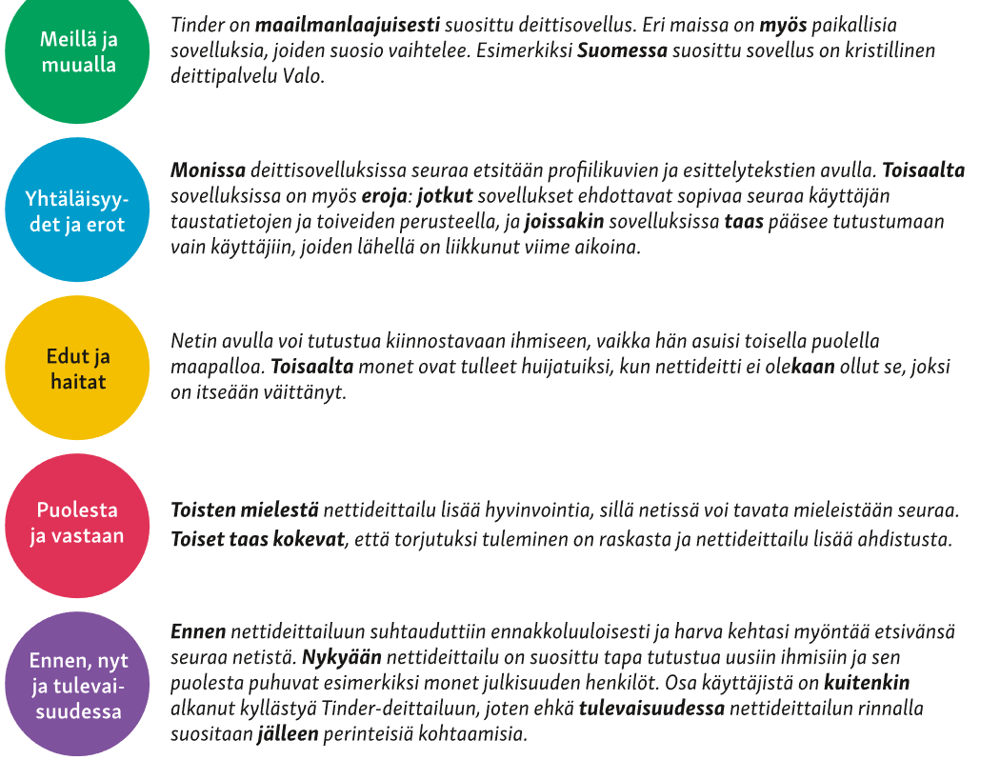 Meillä ja
muualla
Tinder on maailmanlaajuisesti suosittu deittisovellus. Eri maissa on myös paikallisia
sovelluksia, joiden suosio vaihtelee. Esimerkiksi Suomessa suosittu sovellus on kristillinen
deittipalvelu Valo.
Yhtäläisyy-
det ja erot
Monissa deittisovelluksissa seuraa etsitään profiilikuvien ja esittelytekstien avulla. Toisaalta
sovelluksissa on myös eroja: jotkut sovellukset ehdottavat sopivaa seuraa käyttäjän
taustatietojen ja toiveiden perusteella, ja joissakin sovelluksissa taas pääsee tutustumaan
vain käyttäjiin, joiden lähellä on liikkunut viime aikoina.
Edut ja
haitat
Netin avulla voi tutustua kiinnostavaan ihmiseen, vaikka hän asuisi toisella puolella
maapalloa. Toisaalta monet ovat tulleet huijatuiksi, kun nettideitti ei olekaan ollut se, joksi
on itseään väittänyt.
Puolesta
ja vastaan
Toisten mielestä nettideittailu lisää hyvinvointia, sillä netissä voi tavata mieleistään seuraa.
Toiset taas kokevat, että torjutuksi tuleminen on raskasta ja nettideittailu lisää ahdistusta.
Ennen, nyt
ja tulevai-
suudessa
Ennen nettideittailuun suhtauduttiin ennakkoluuloisesti ja harva kehtasi myöntää etsivänsä
seuraa netistä. Nykyään nettideittailu on suosittu tapa tutustua uusiin ihmisiin ja sen
puolesta puhuvat esimerkiksi monet julkisuuden henkilöt. Osa käyttäjistä on kuitenkin
alkanut kyllästyä Tinder-deittailuun, joten ehkä tulevaisuudessa nettideittailun rinnalla
suositaan jälleen perinteisiä kohtaamisia.